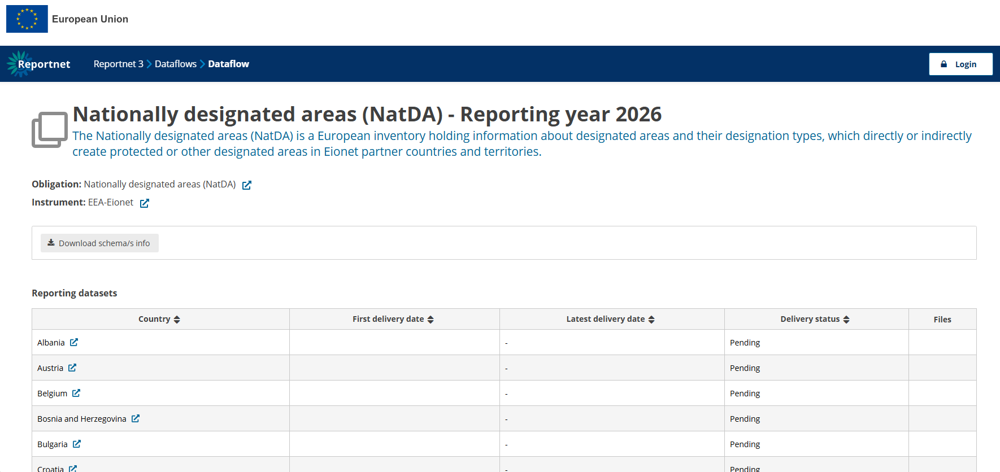 European Union
Reportnet
Reportnet 3 Dataflows Dataflow
Login
Nationally designated areas (NatDA) - Reporting year 2026
The Nationally designated areas (NatDA) is a European inventory holding information about designated areas and their designation types, which directly or indirectly
create protected or other designated areas in Eionet partner countries and territories.
Obligation: Nationally designated areas (NatDA)
Instrument: EEA-Eionet
Download schema/s info
Reporting datasets
Country First delivery date Latest delivery date Delivery status Files
Albania - Pending
Austria - Pending
Belgium - Pending
Bosnia and Herzegovina - Pending
Bulgaria - Pending
Croatia - Pending